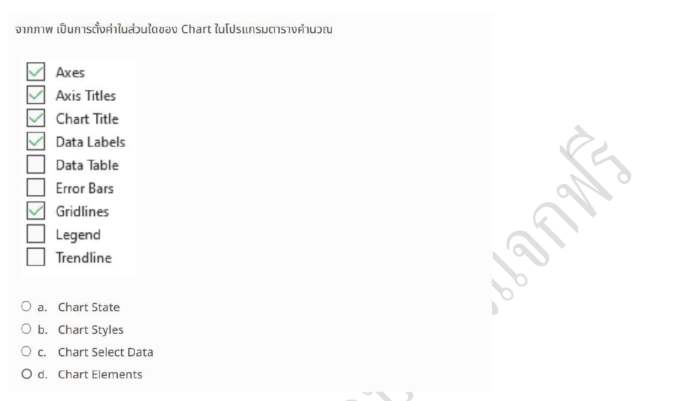 จากภาพ เป็นการตั้งค่าในส่วนใดของ Chart ในโปรแกรมตารางคำนวณ
Axes
Axis Titles
Chart Title
Data Labels
Data Table
Error Bars
Gridlines
Legend
Trendline
a. Chart State
b. Chart Styles
c. Chart Select Data
d. Chart Elements